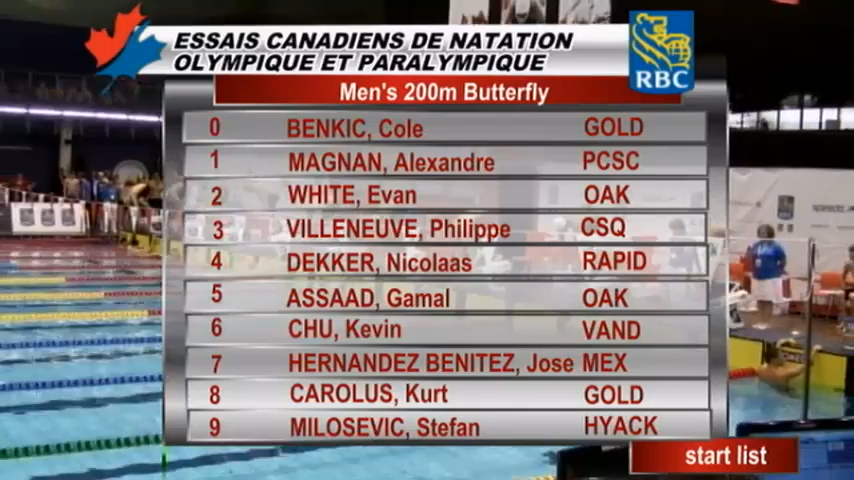 ESSAIS CANADIENS DE NATATION
OLYMPIQUE ET PARALYMPIQUE
RBC
Men's 200m Butterfly
0 BENKIC, Cole GOLD
1 MAGNAN, Alexandre PCSC
2 WHITE, Evan OAK
3 VILLENEUVE, Philippe CSQ
4 DEKKER, Nicolaas RAPID
5 ASSAAD, Gamal OAK
6 CHU, Kevin VAND
7 HERNANDEZ BENITEZ, Jose MEX
8 CAROLUS, Kurt GOLD
9 MILOSEVIC, Stefan HYACK
start list